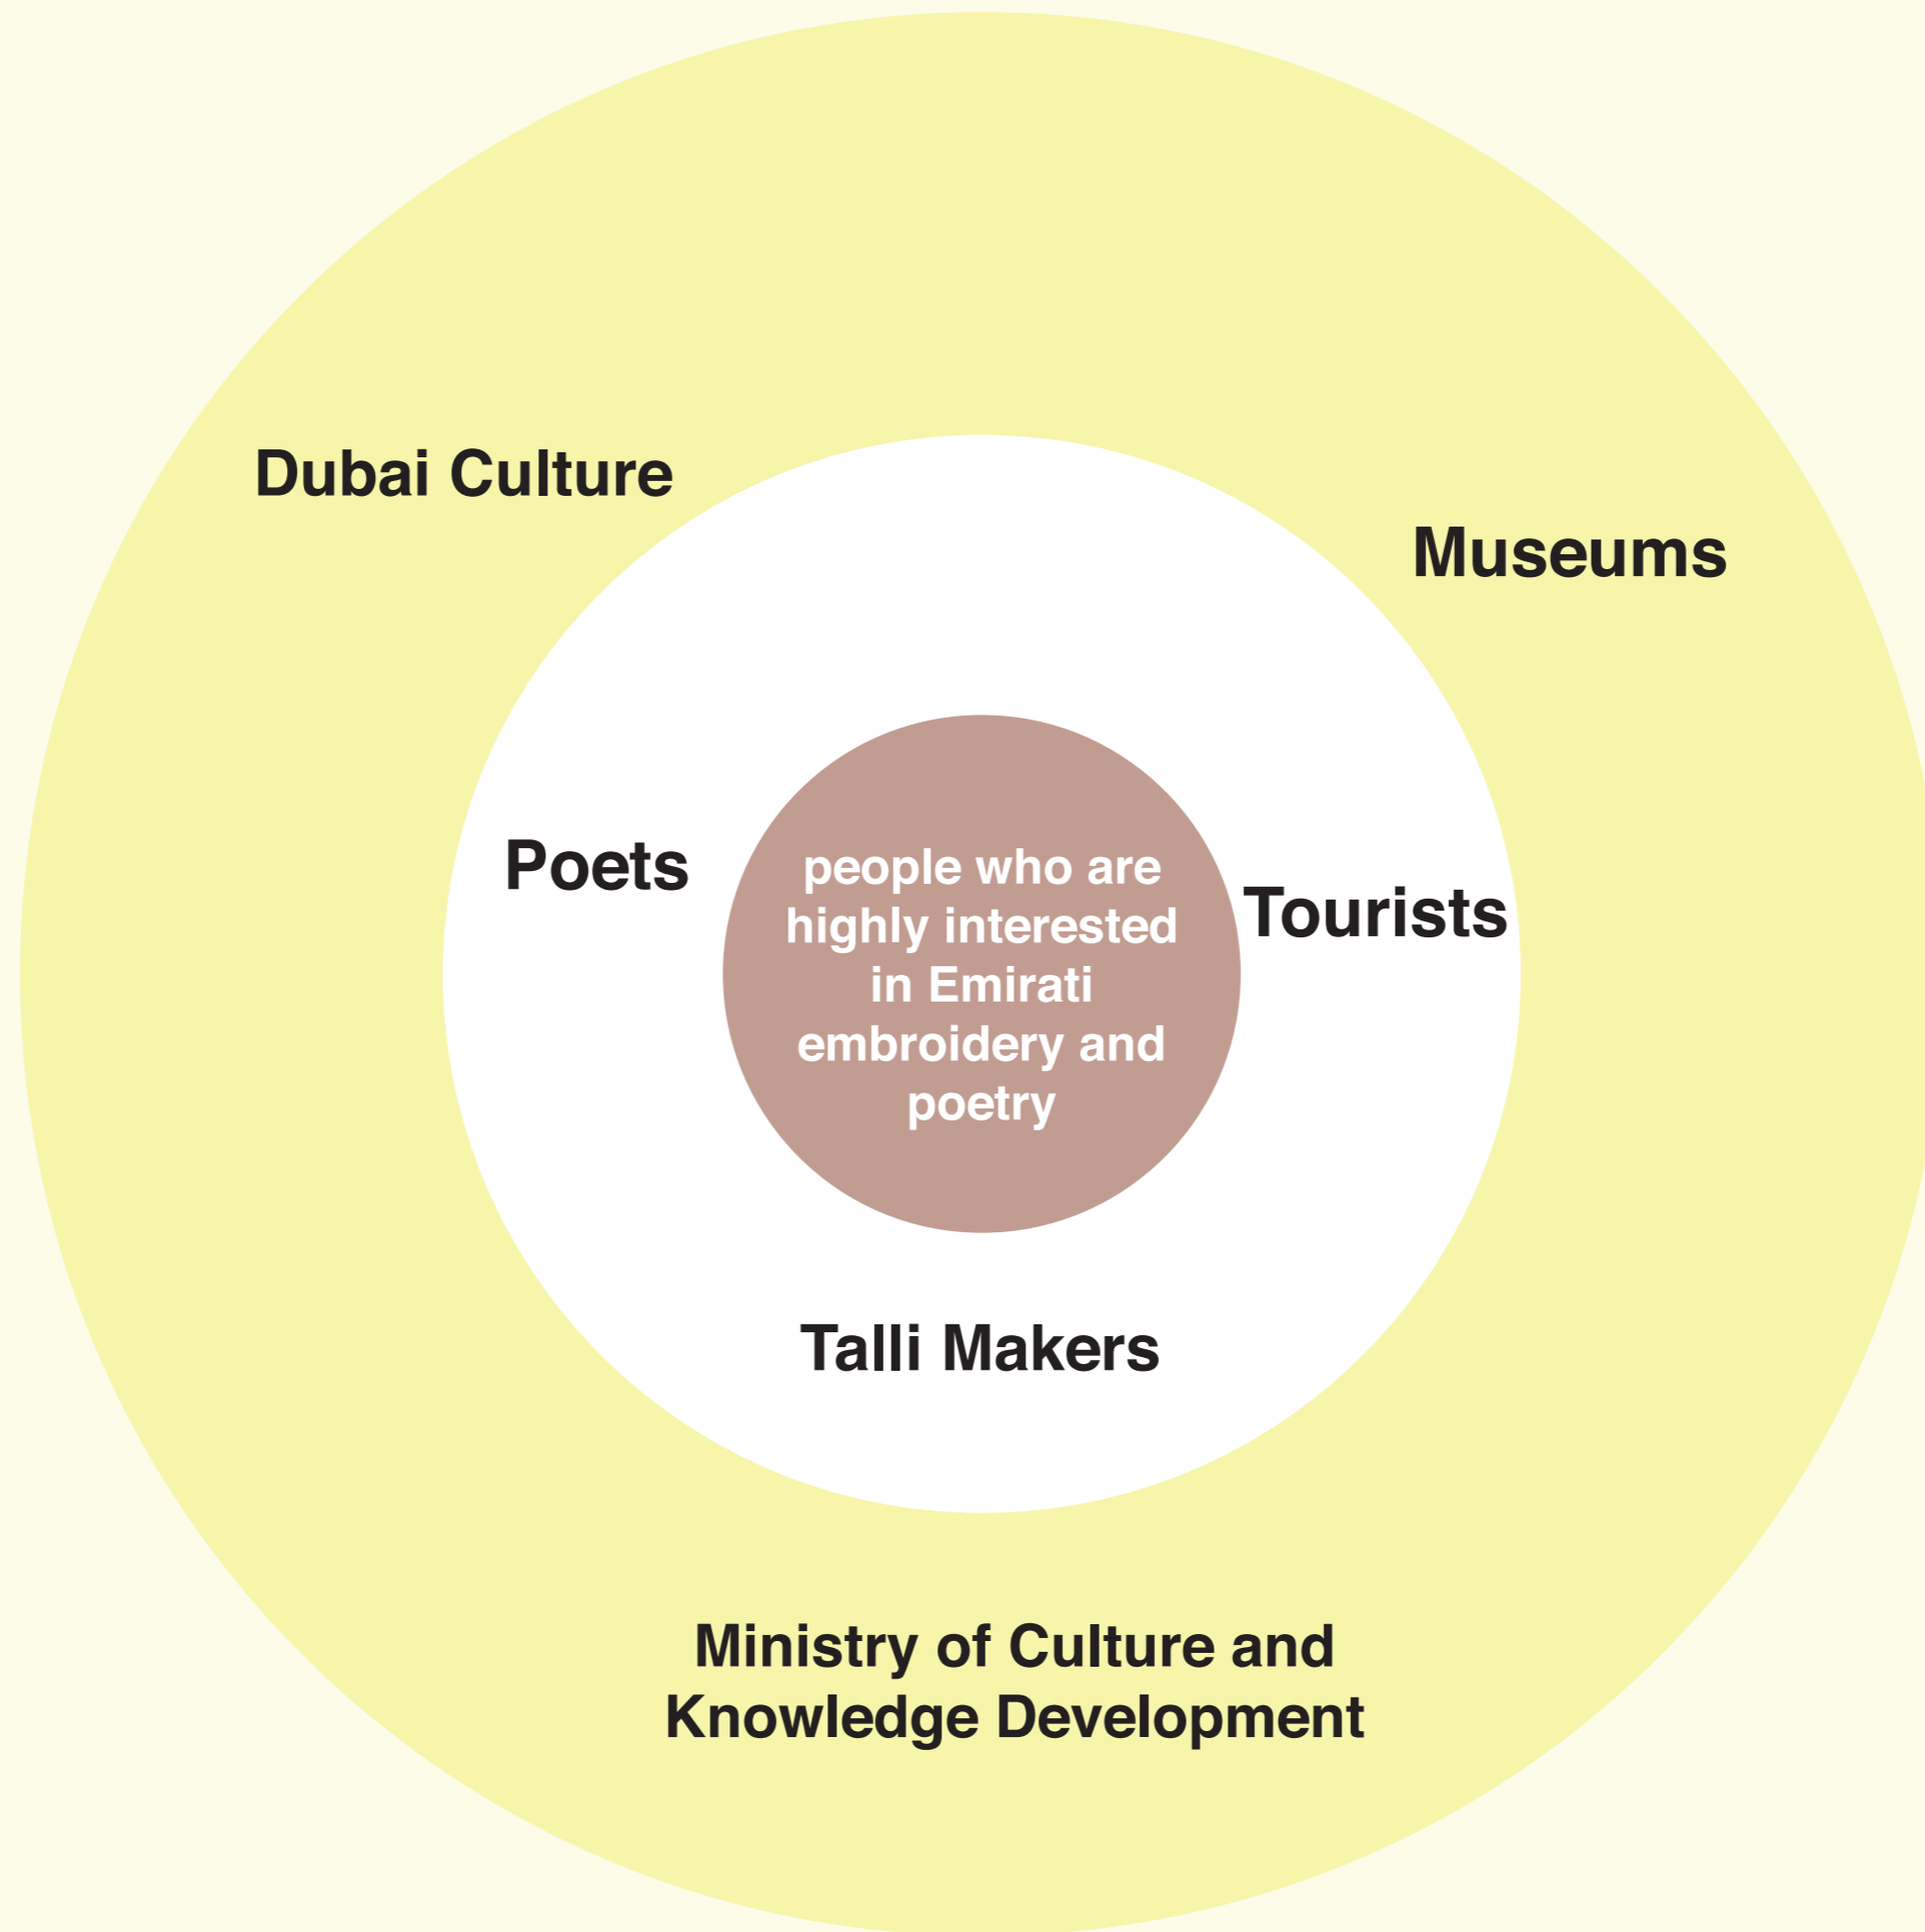 Dubai Culture
Museums
Poets
people who are
highly interested
in Emirati
embroidery and
poetry
Tourists
Talli Makers
Ministry of Culture and
Knowledge Development